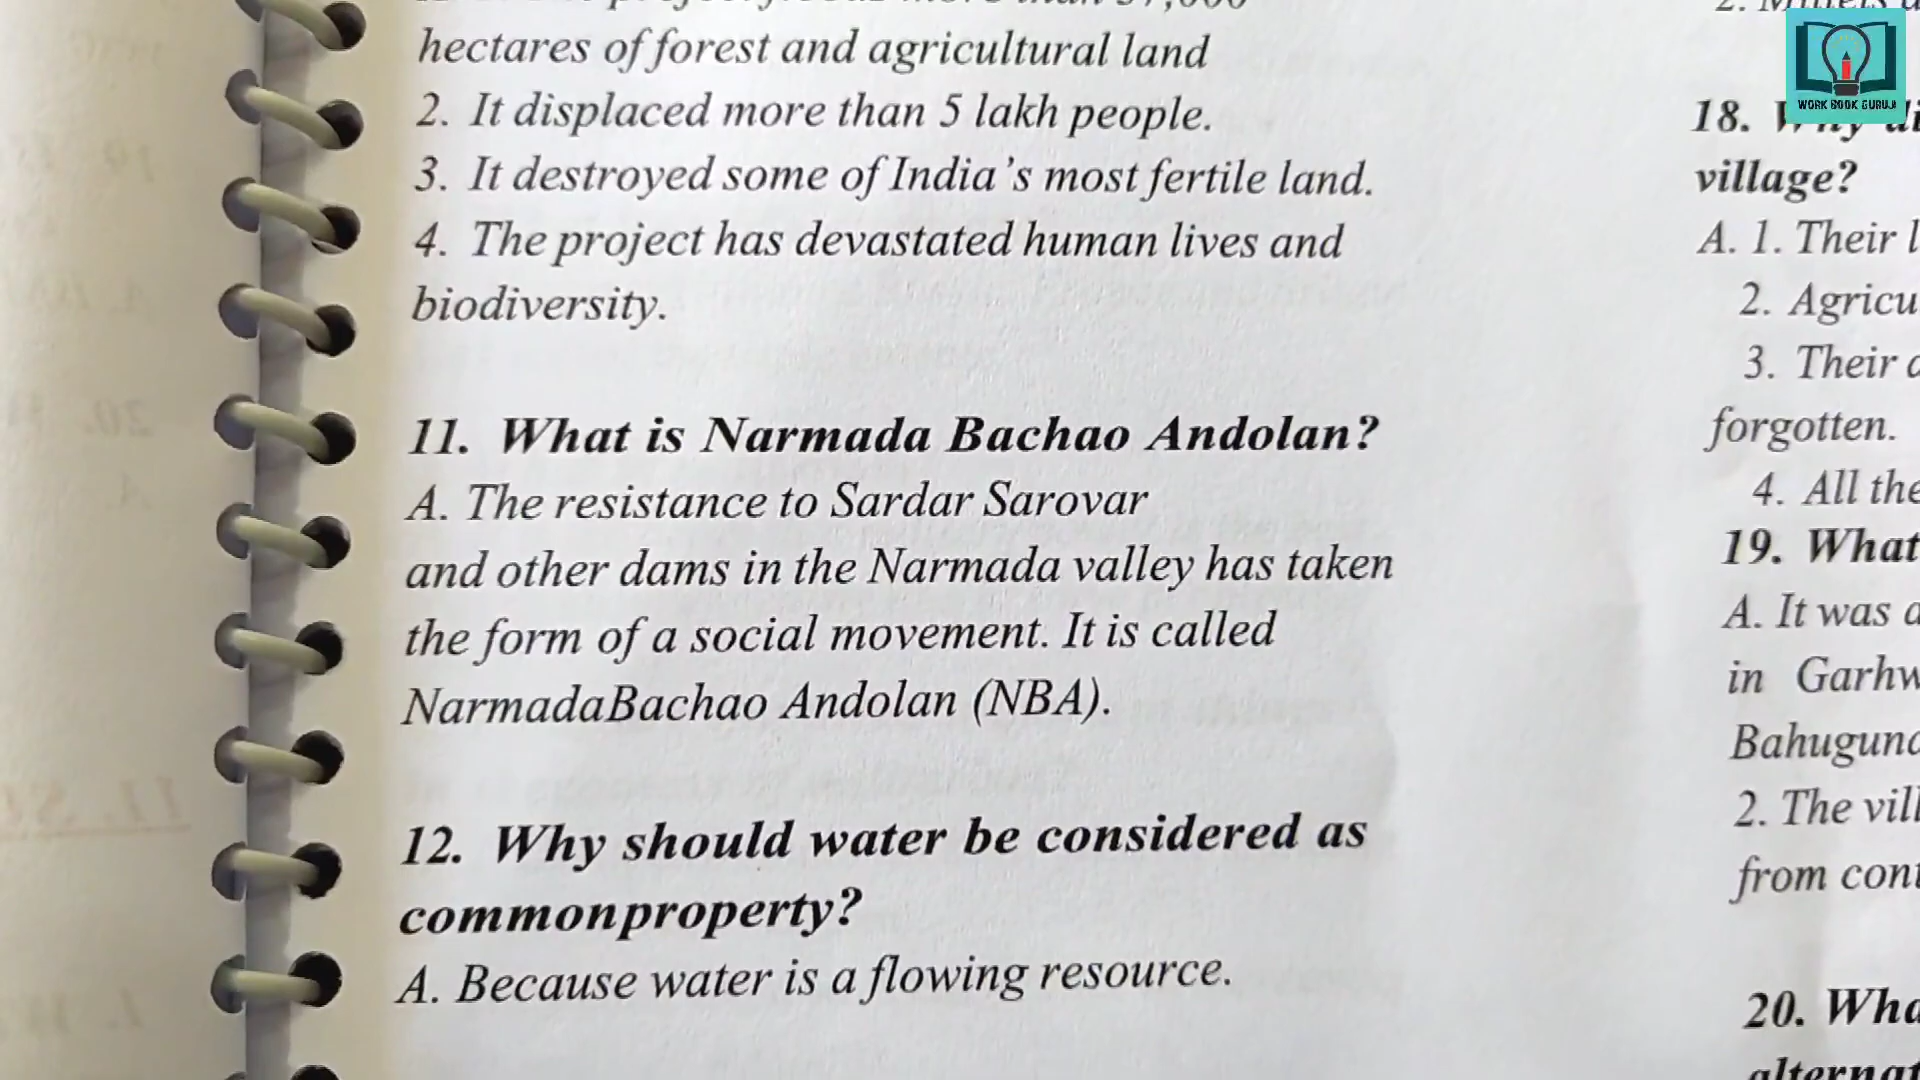 hectares of forest and agricultural land
2. It displaced more than 5 lakh people.
3. It destroyed some of India's most fertile land.
4. The project has devastated human lives and
biodiversity.
11. What is Narmada Bachao Andolan?
A. The resistance to Sardar Sarovar
and other dams in the Narmada valley has taken
the form of a social movement. It is called
NarmadaBachao Andolan (NBA).
12. Why should water be considered as
commonproperty?
A. Because water is a flowing resource.
WORK BOOK GURUJI
18. Why
village?
A. 1. Their
2.
3. Their
forgotten.
4. All the
19. What
A. It was
in
2. The
from
20.